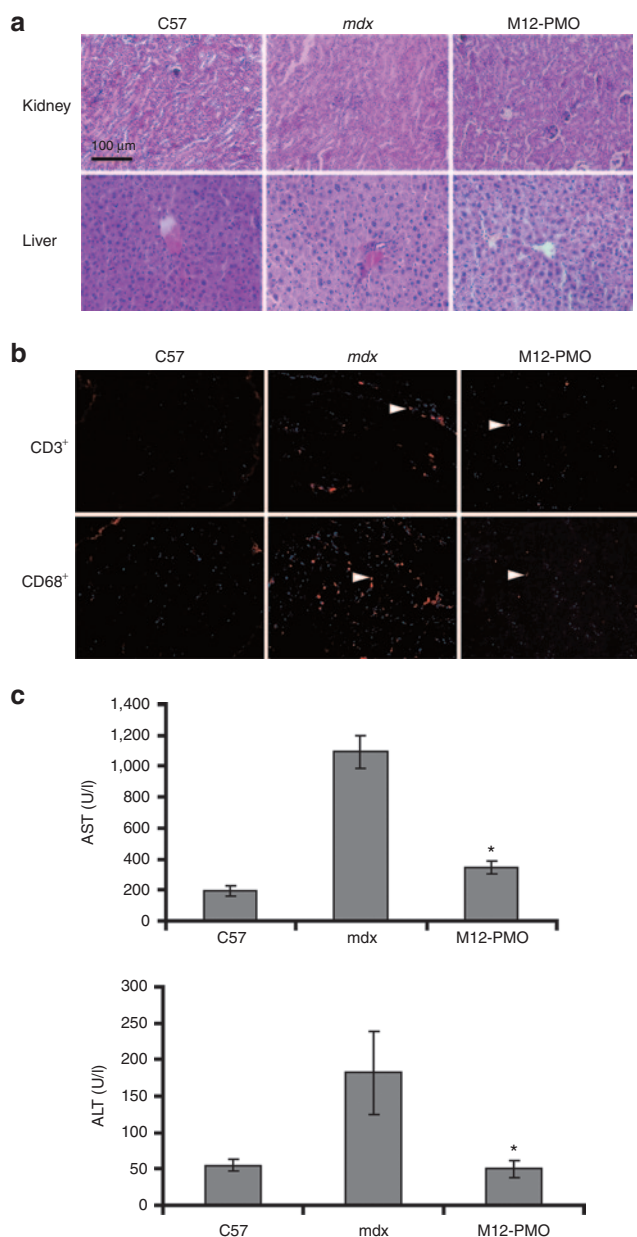 a
C57 mdx M12-PMO
Kidney
100 µm
Liver
b
C57 mdx M12-PMO
CD3⁺
CD68⁺
c
1,400
1,200
1,000
800
600
400
200
0
AST (U/l)
*
C57 mdx M12-PMO
300
250
200
150
100
50
0
ALT (U/l)
*
C57 mdx M12-PMO